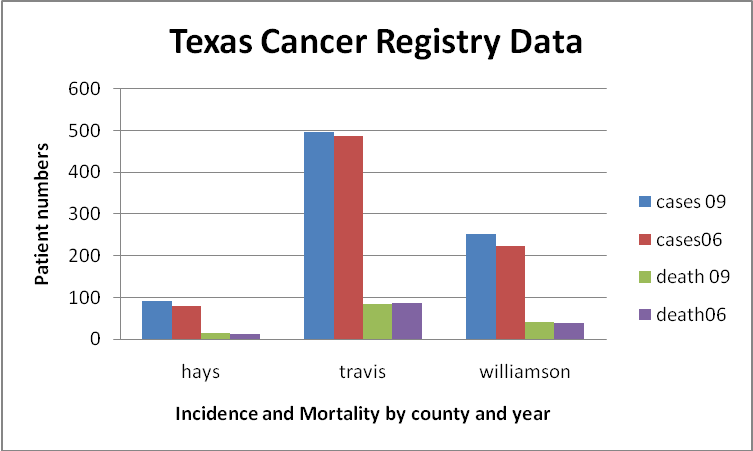 Texas Cancer Registry Data
600
500
400
300
200
100
0
Patient numbers
hays travis williamson
Incidence and Mortality by county and year
cases 09
cases06
death 09
death06